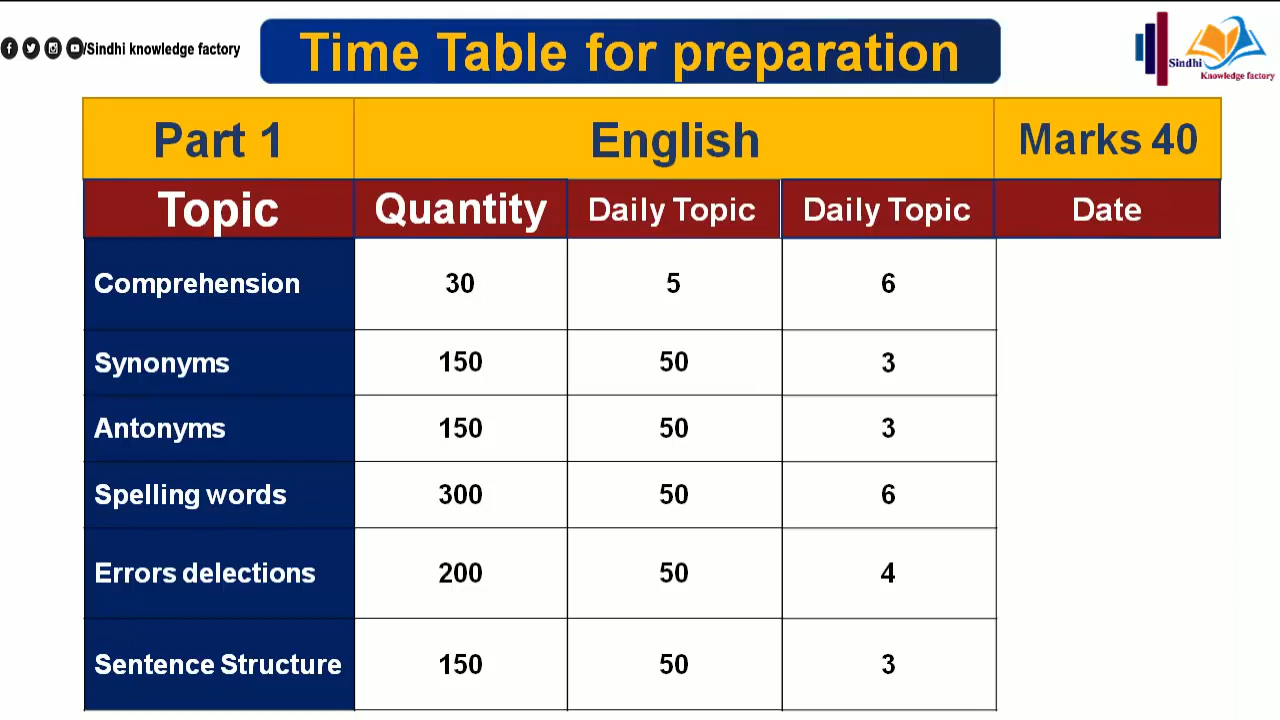 /Sindhi knowledge factory
Time Table for preparation
Sindhi
Knowledge factory
Part 1 English Marks 40
Topic Quantity Daily Topic Daily Topic Date
Comprehension 30 5 6
Synonyms 150 50 3
Antonyms 150 50 3
Spelling words 300 50 6
Errors delections 200 50 4
Sentence Structure 150 50 3